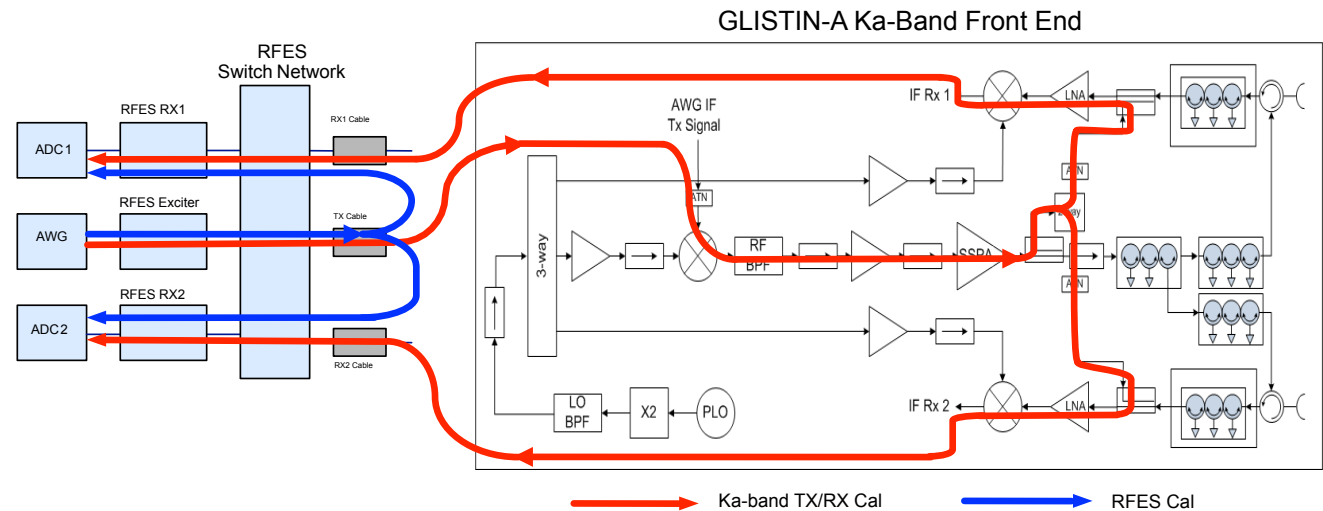 GLISTIN-A Ka-Band Front End
RFES
Switch Network
RFES RX1
RX1 Cable
ADC1
RFES Exciter
TX Cable
AWG
RFES RX2
ADC2
RX2 Cable
IF Rx 1
LNA
AWG IF
Tx Signal
ATN
ATN
2-way
3-way
RF
BPF
SSPA
ATN
LNA
IF Rx 2
LO
BPF
X2
PLO
Ka-band TX/RX Cal
RFES Cal